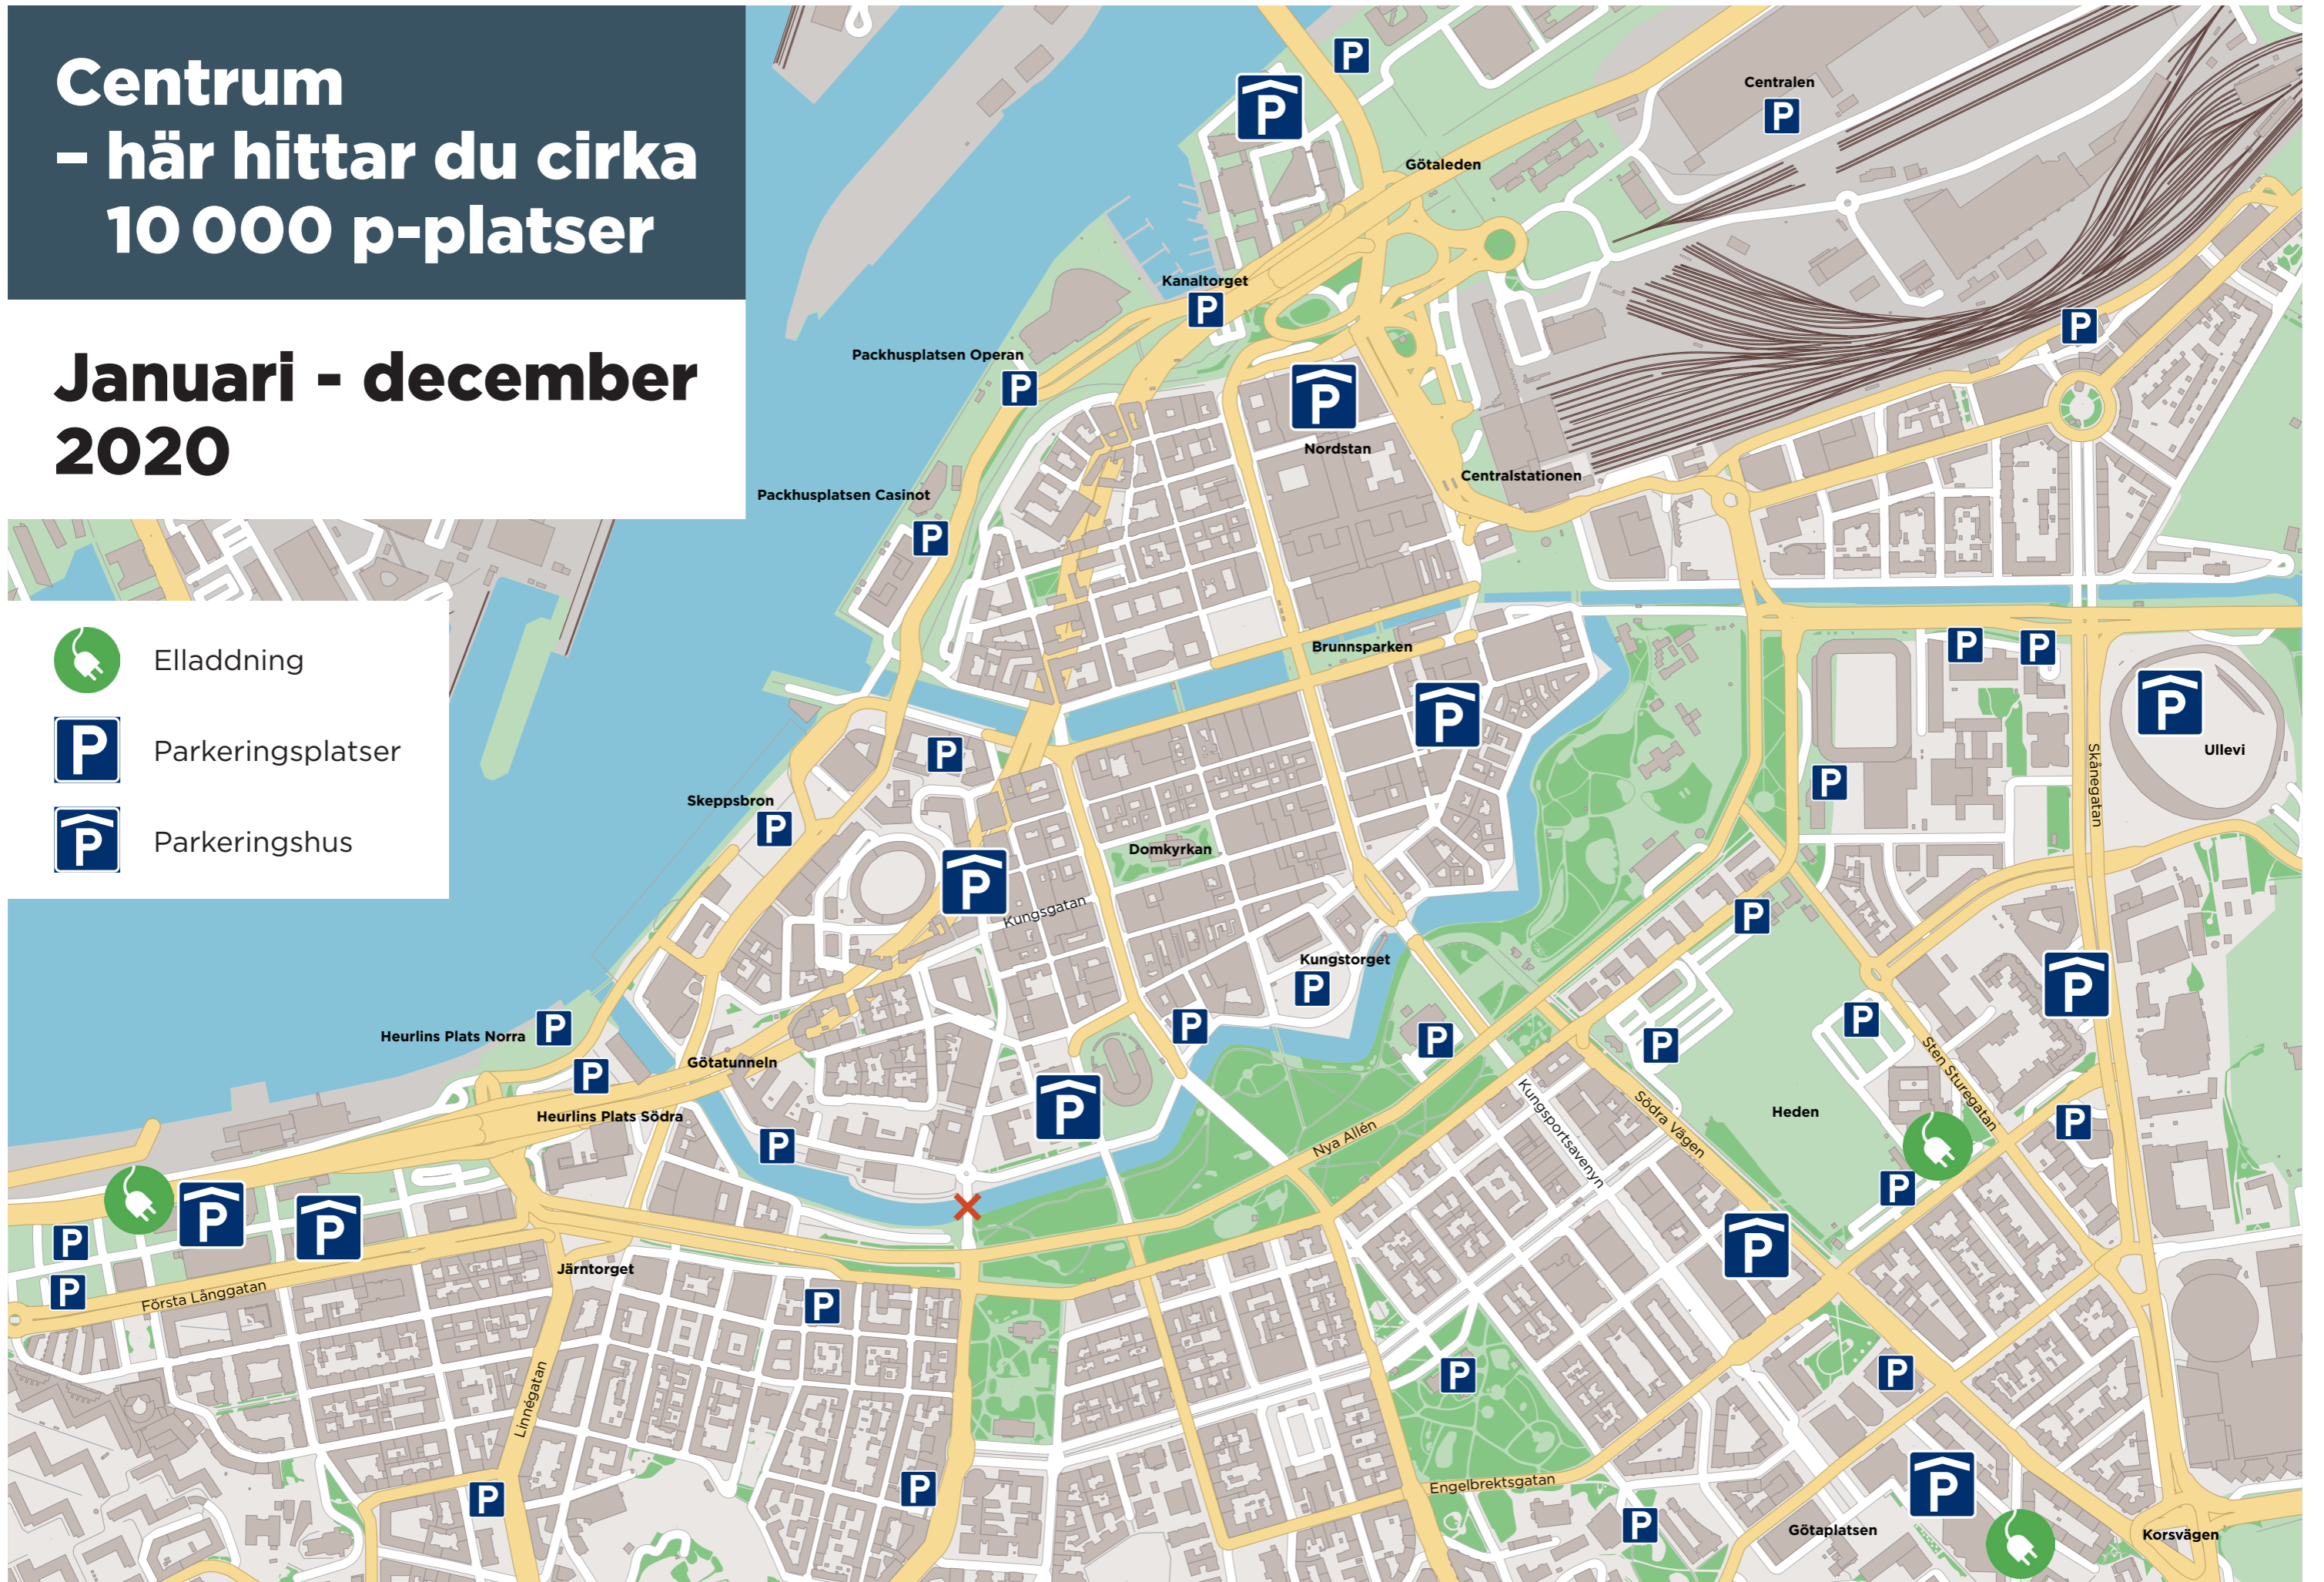 Centrum
– här hittar du cirka
10 000 p-platser
Januari - december
2020
Elladdning
P Parkeringsplatser
P Parkeringshus
P
P
Centralen
P
Götaleden
Kanaltorget
P
Packhusplatsen Operan
P
P
Nordstan
P
Centralstationen
Packhusplatsen Casinot
P
Brunnsparken
P
P
P
P
Ullevi
Skånegatan
P
P
Skeppsbron
P
Domkyrkan
P
Kungsgatan
P
Kungstorget
P
P
Heurlins Plats Norra
P
P
P
P
P
Götatunneln
P
Heurlins Plats Södra
P
P
Nya Allén
Kungsportsavenyn
Södra Vägen
Heden
Sten Sturegatan
P
P
P
P
P
P
P
P
Första Långgatan
Järntorget
P
Linnégatan
P
P
P
P
Engelbrektsgatan
P
P
Götaplatsen
Korsvägen